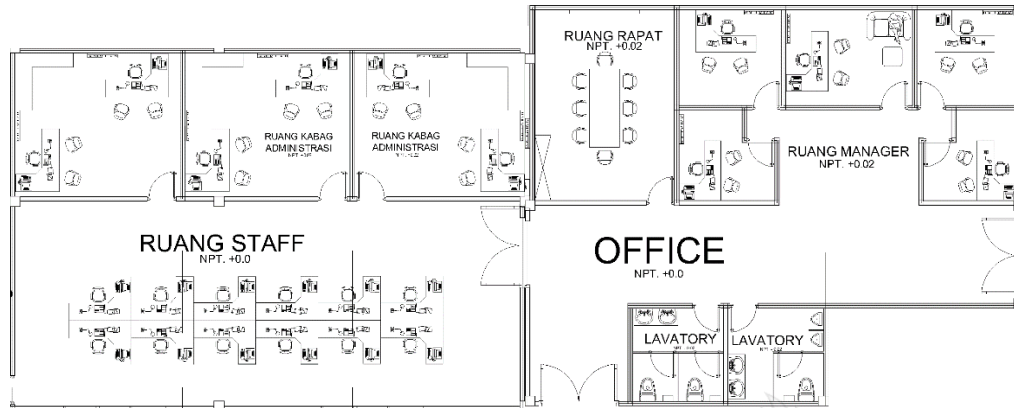 RUANG RAPAT
NPT. +0.02
RUANG KABAG
ADMINISTRASI
RUANG KABAG
ADMINISTRASI
RUANG MANAGER
NPT. +0.02
RUANG STAFF
NPT. +0.0
OFFICE
NPT. +0.0
LAVATORY
LAVATORY